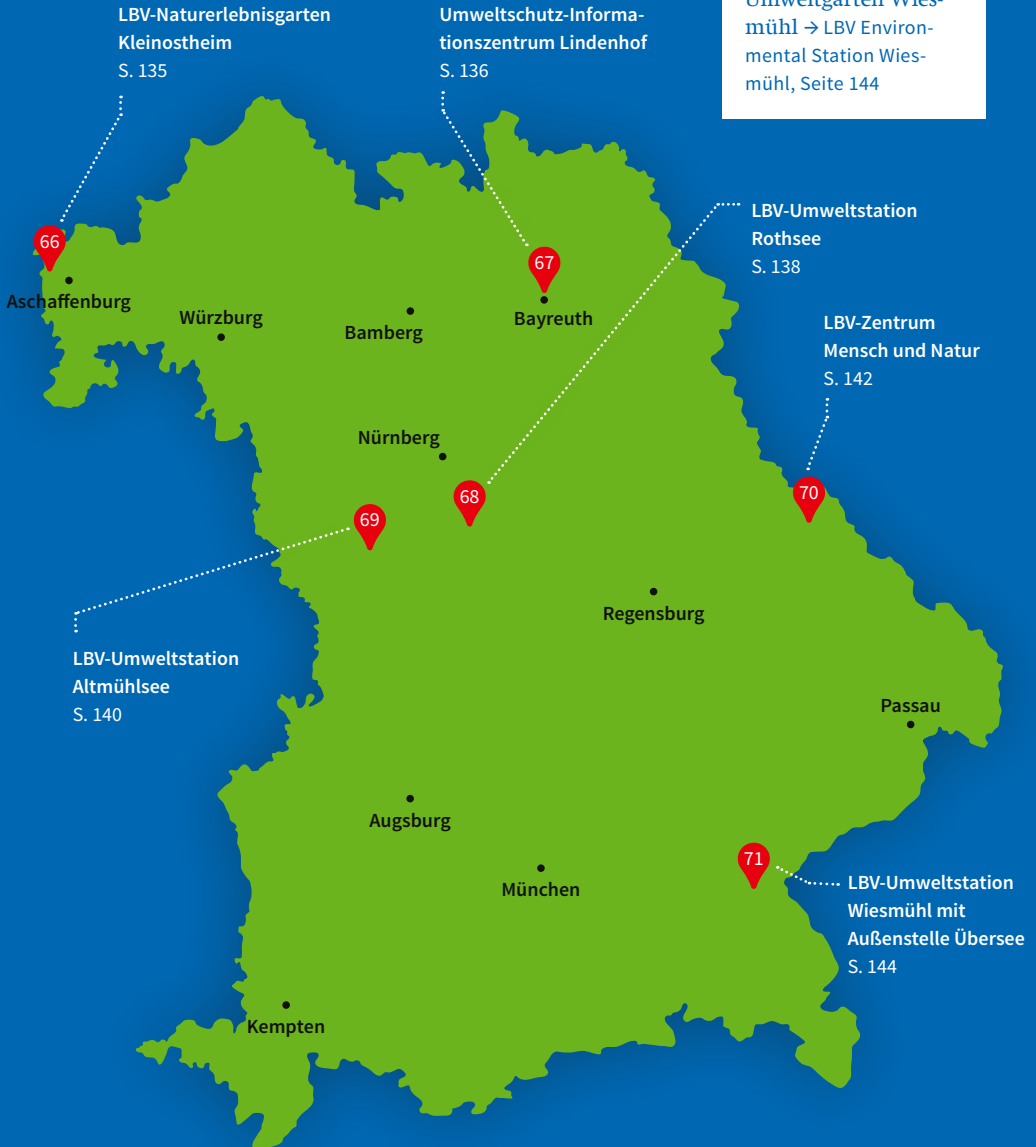 LBV-Naturerlebnisgarten
Kleinostheim
S. 135
Umweltschutz-Informa-
tionszentrum Lindenhof
S. 136
Umweltgarten Wies-
mühl → LBV Environ-
mental Station Wies-
mühl, Seite 144
LBV-Umweltstation
Rothsee
S. 138
66
67
Aschaffenburg
Würzburg
Bamberg
Bayreuth
LBV-Zentrum
Mensch und Natur
S. 142
Nürnberg
68
69
70
Regensburg
LBV-Umweltstation
Altmühlsee
S. 140
Passau
Augsburg
München
71
LBV-Umweltstation
Wiesmühl mit
Außenstelle Übersee
S. 144
Kempten